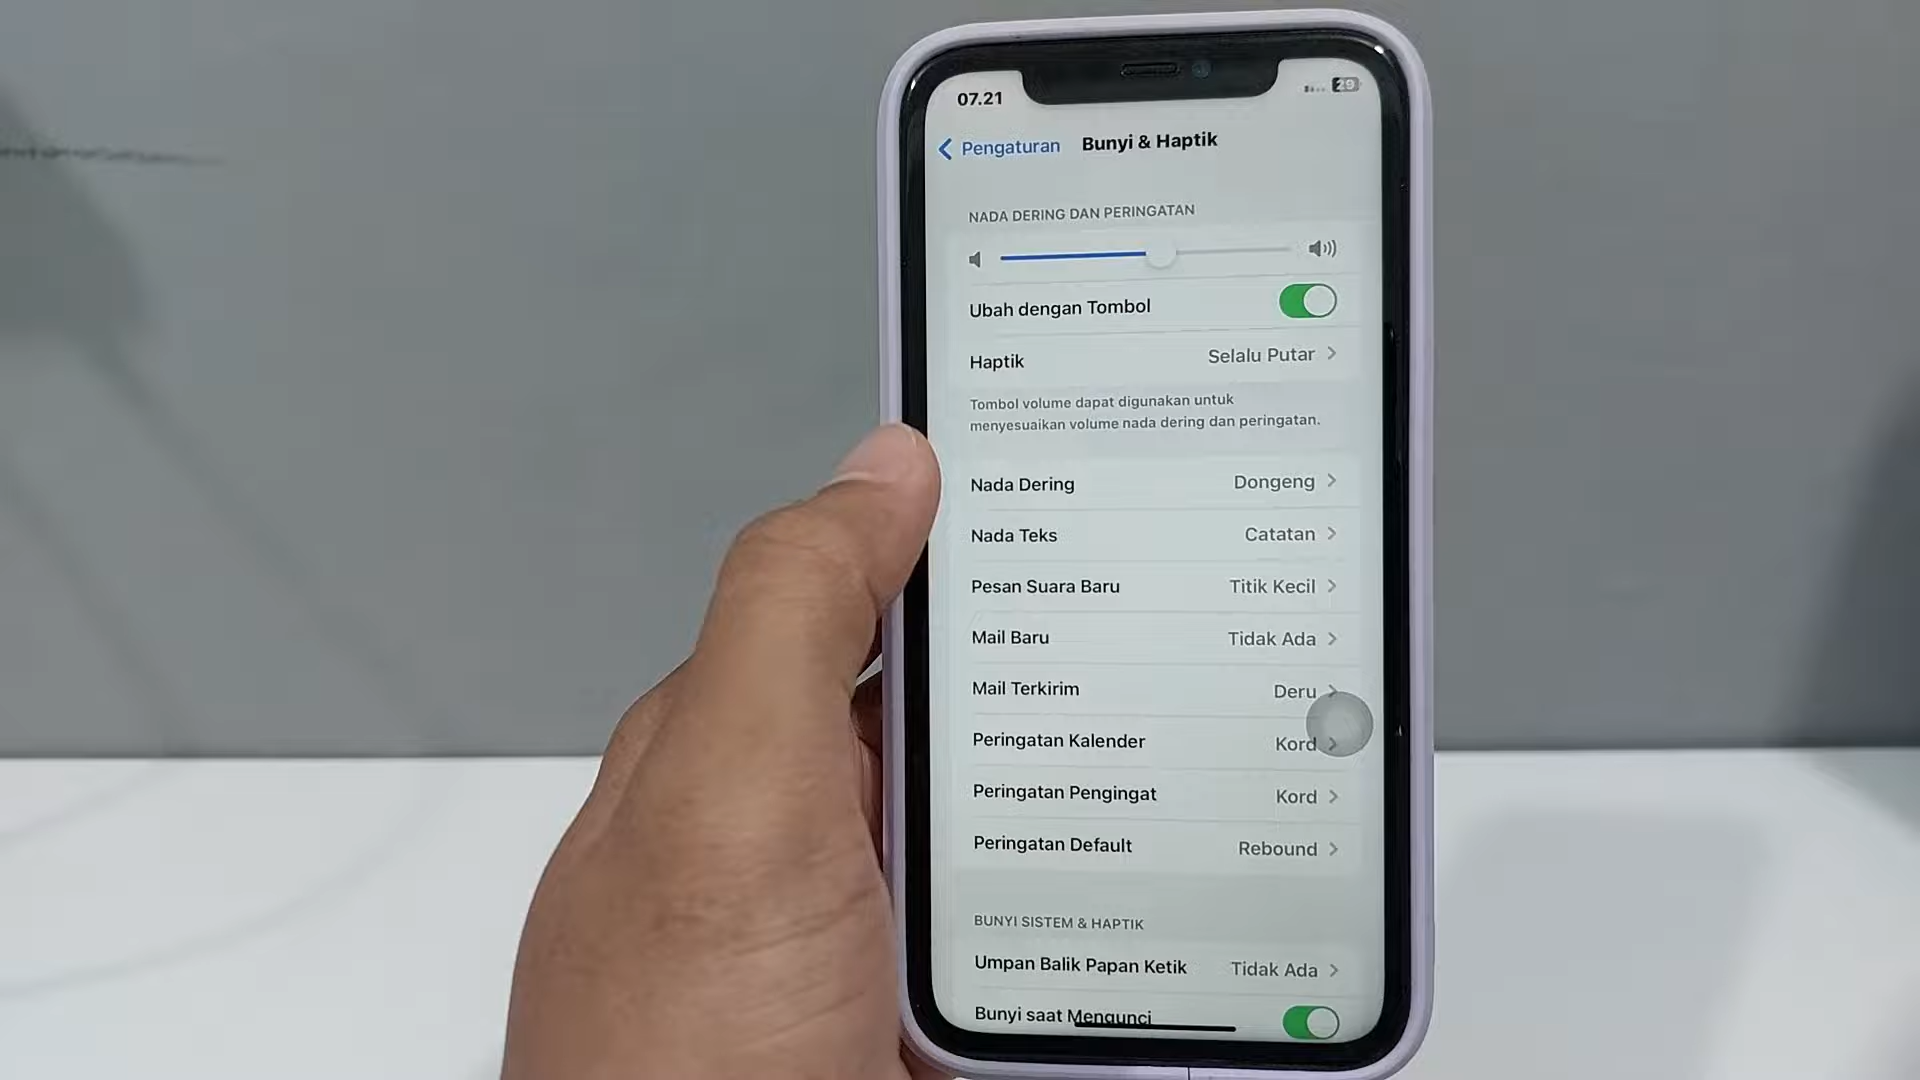 07.21
29
Pengaturan
Bunyi & Haptik
NADA DERING DAN PERINGATAN
Ubah dengan Tombol
Haptik Selalu Putar
Tombol volume dapat digunakan untuk
menyesuaikan volume nada dering dan peringatan.
Nada Dering Dongeng
Nada Teks Catatan
Pesan Suara Baru Titik Kecil
Mail Baru Tidak Ada
Mail Terkirim Deru
Peringatan Kalender Kord
Peringatan Pengingat Kord
Peringatan Default Rebound
BUNYI SISTEM & HAPTIK
Umpan Balik Papan Ketik Tidak Ada
Bunyi saat Mengunci